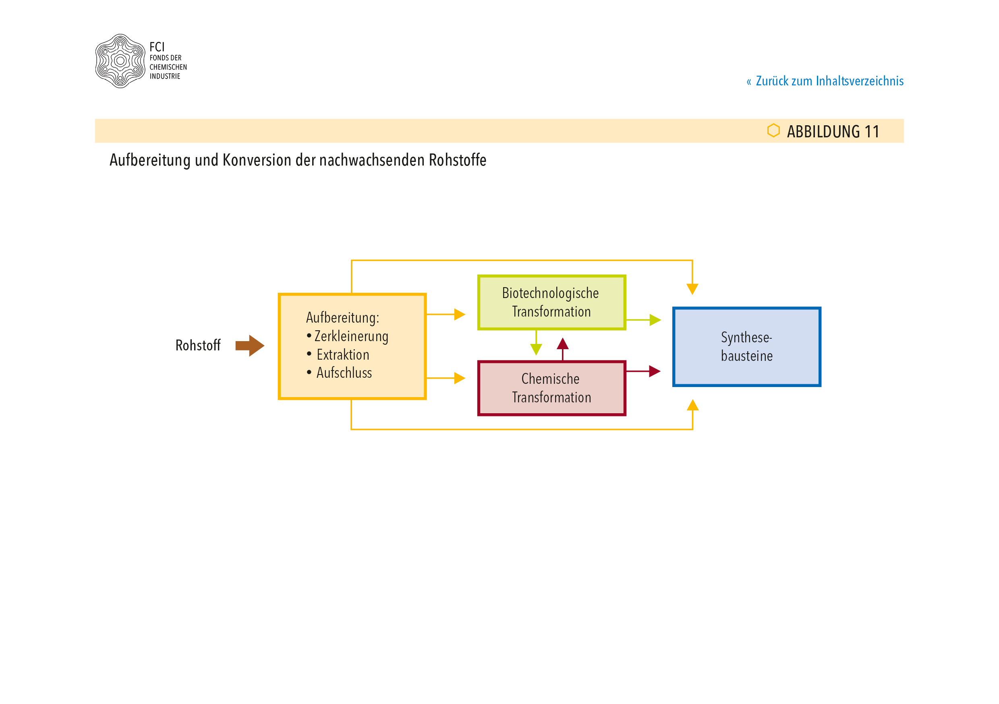 FCI
FONDS DER
CHEMISCHEN
INDUSTRIE
« Zurück zum Inhaltsverzeichnis
ABBILDUNG 11
Aufbereitung und Konversion der nachwachsenden Rohstoffe
Rohstoff
Aufbereitung:
• Zerkleinerung
• Extraktion
• Aufschluss
Biotechnologische
Transformation
Chemische
Transformation
Synthese-
bausteine